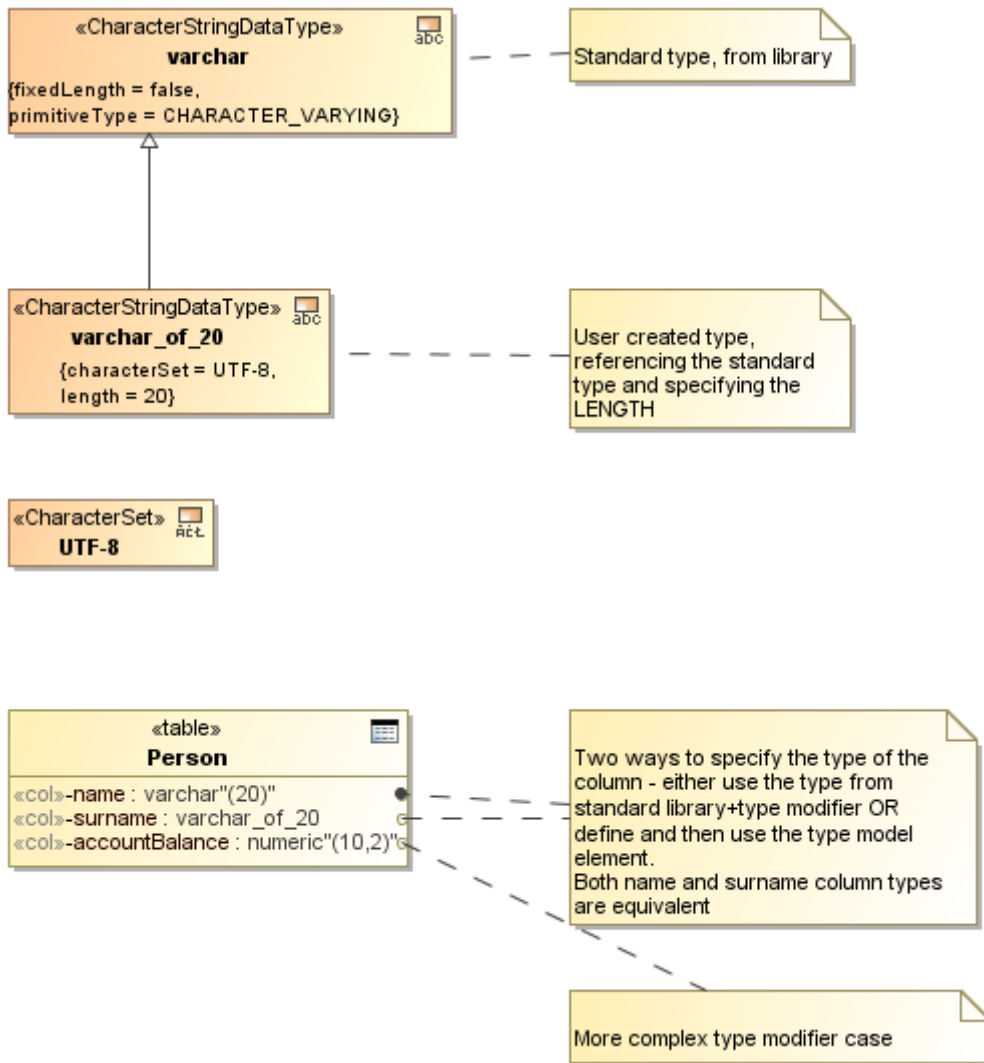 «CharacterStringDataType»
abc
varchar
{fixedLength = false,
primitiveType = CHARACTER_VARYING}
Standard type, from library
«CharacterStringDataType»
abc
varchar_of_20
{characterSet = UTF-8,
length = 20}
User created type,
referencing the standard
type and specifying the
LENGTH
«CharacterSet»
UTF-8
«table»
Person
«col»-name : varchar"(20)"
«col»-surname : varchar_of_20
«col»-accountBalance : numeric"(10,2)"
Two ways to specify the type of the
column - either use the type from
standard library+type modifier OR
define and then use the type model
element.
Both name and surname column types
are equivalent
More complex type modifier case